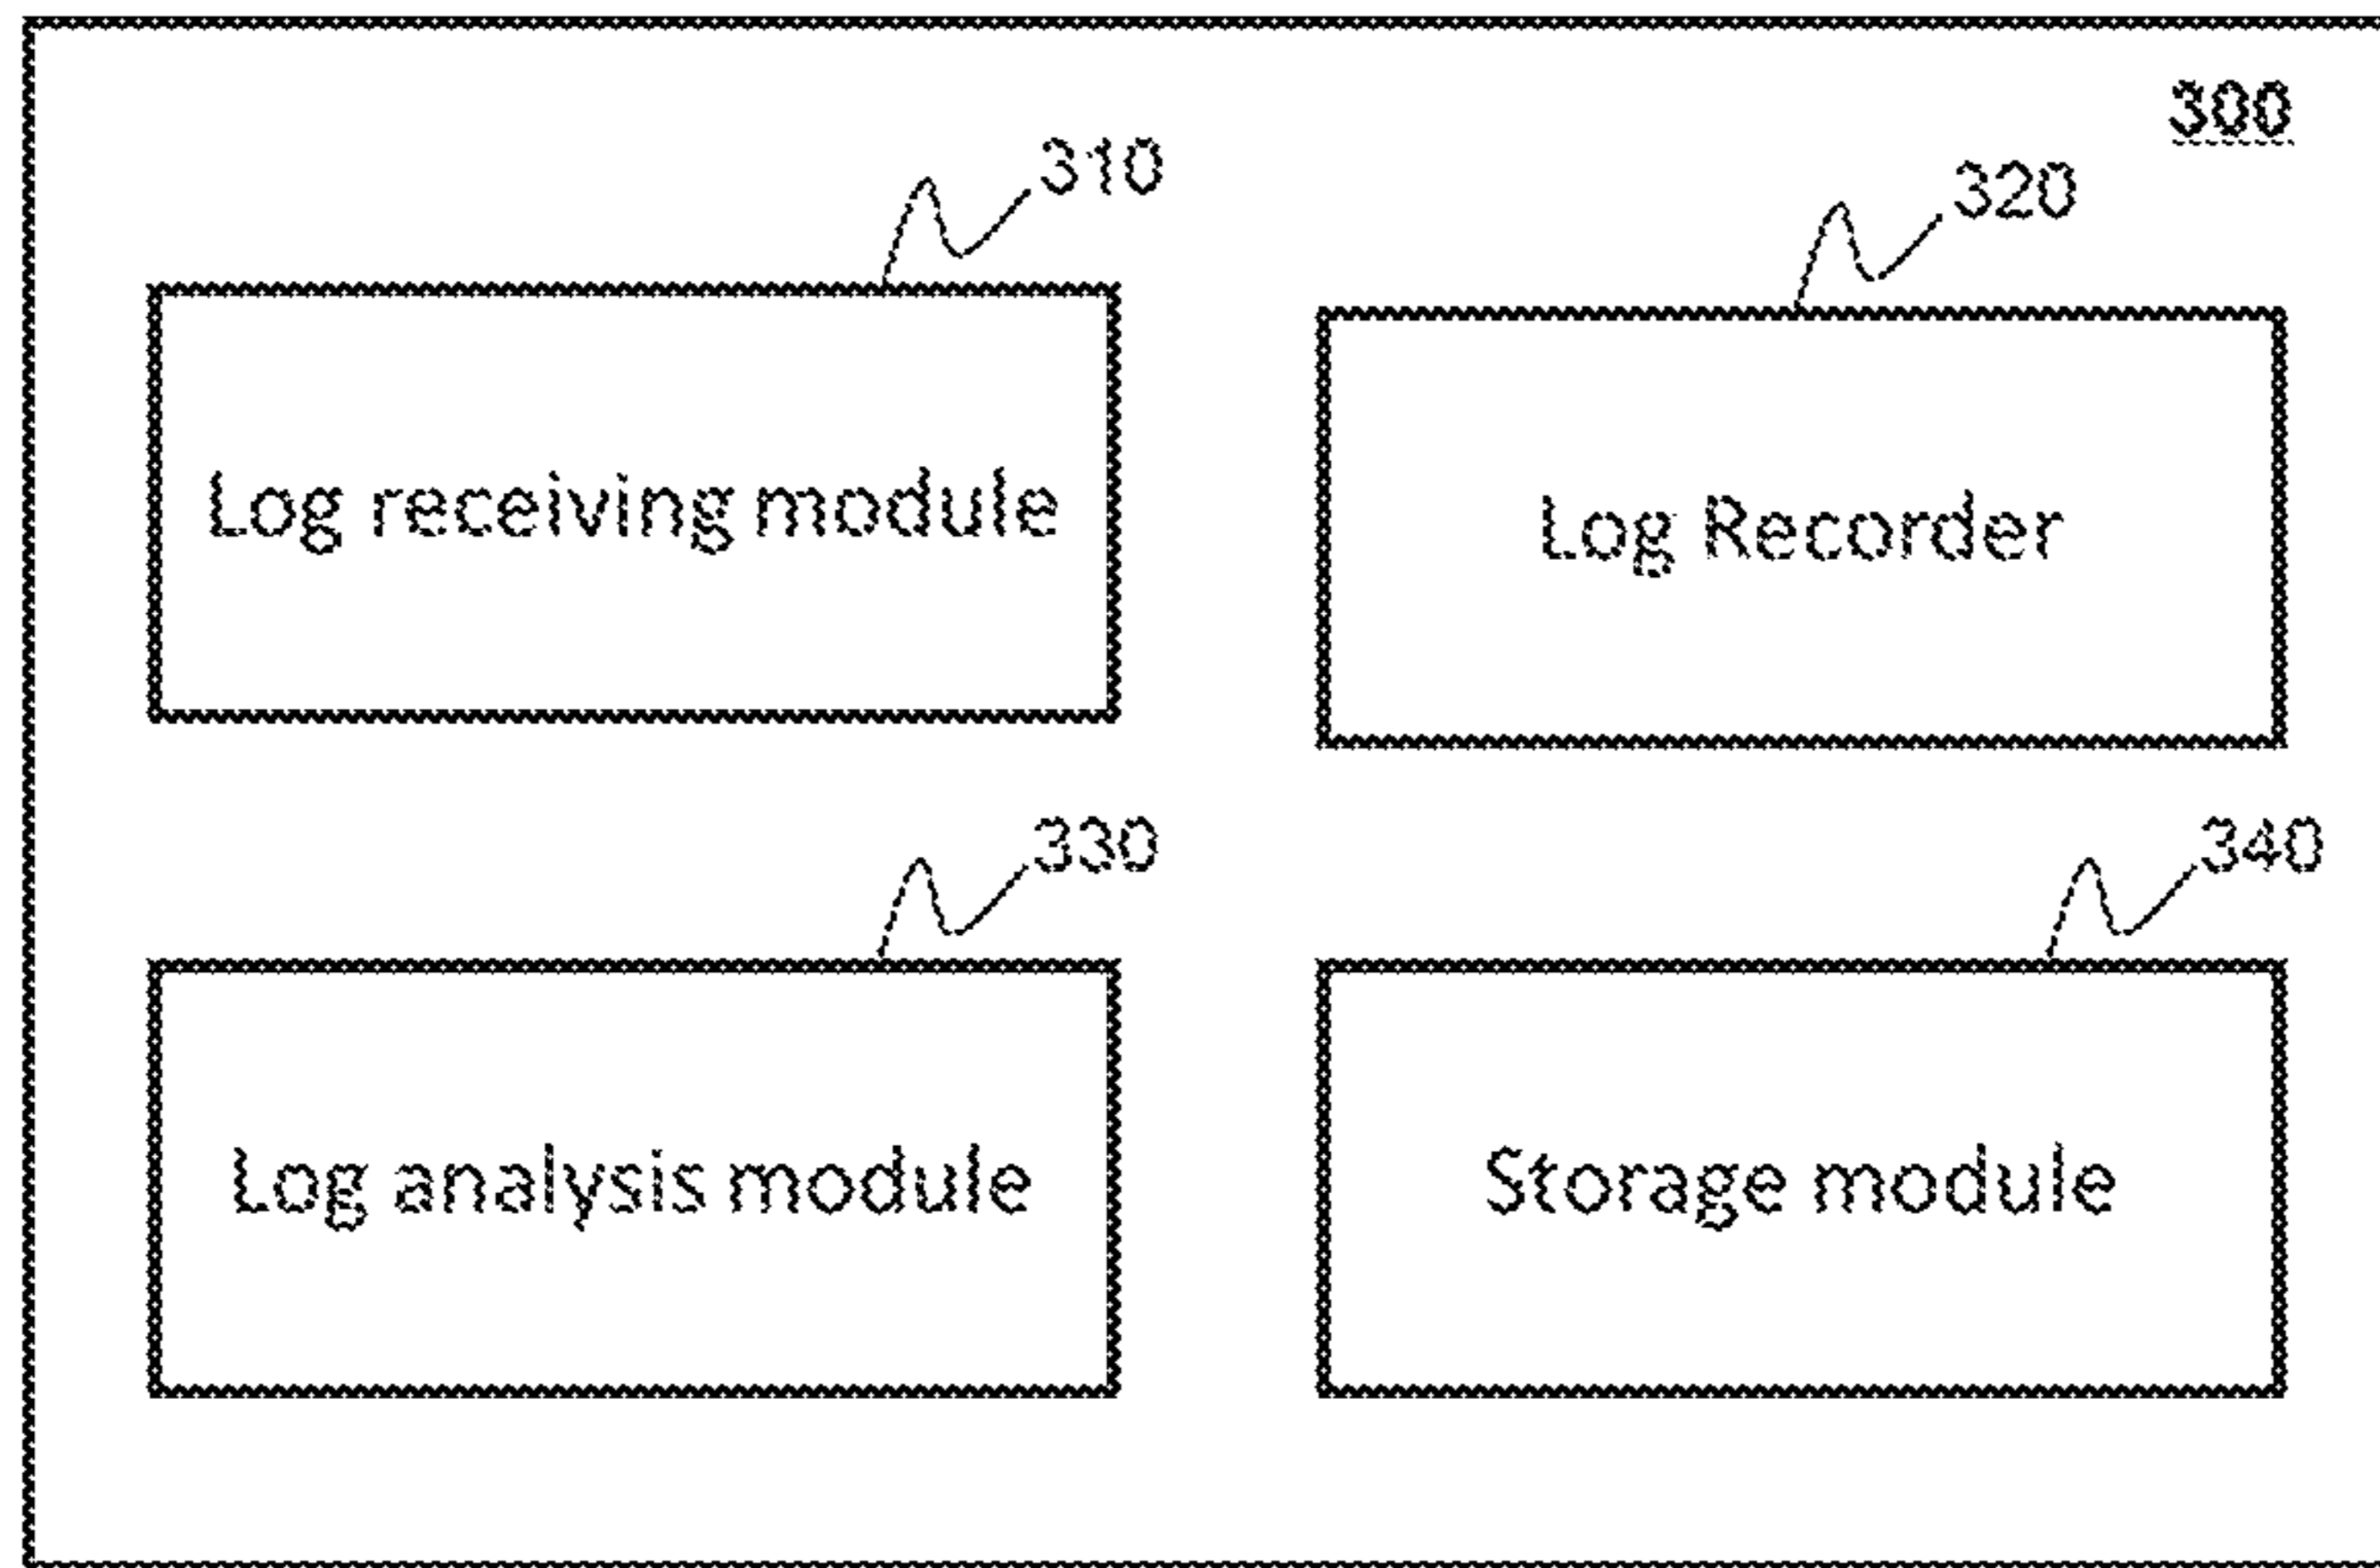 300
310
320
Log receiving module
Log Recorder
330
340
Log analysis module
Storage module